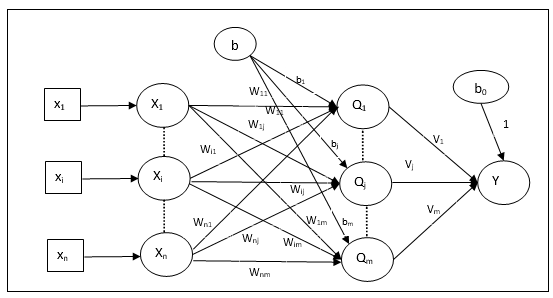 b
b₁
b₀
x₁
X₁
W₁₁
W₁₁
Q₁
W₁ⱼ
1
V₁
Wᵢ₁
bⱼ
xᵢ
Xᵢ
Wᵢⱼ
Qⱼ
Vⱼ
Y
Wₙ₁
W₁ₘ
bₘ
Vₘ
Wₙⱼ
Wᵢₘ
xₙ
Xₙ
Qₘ
Wₙₘ